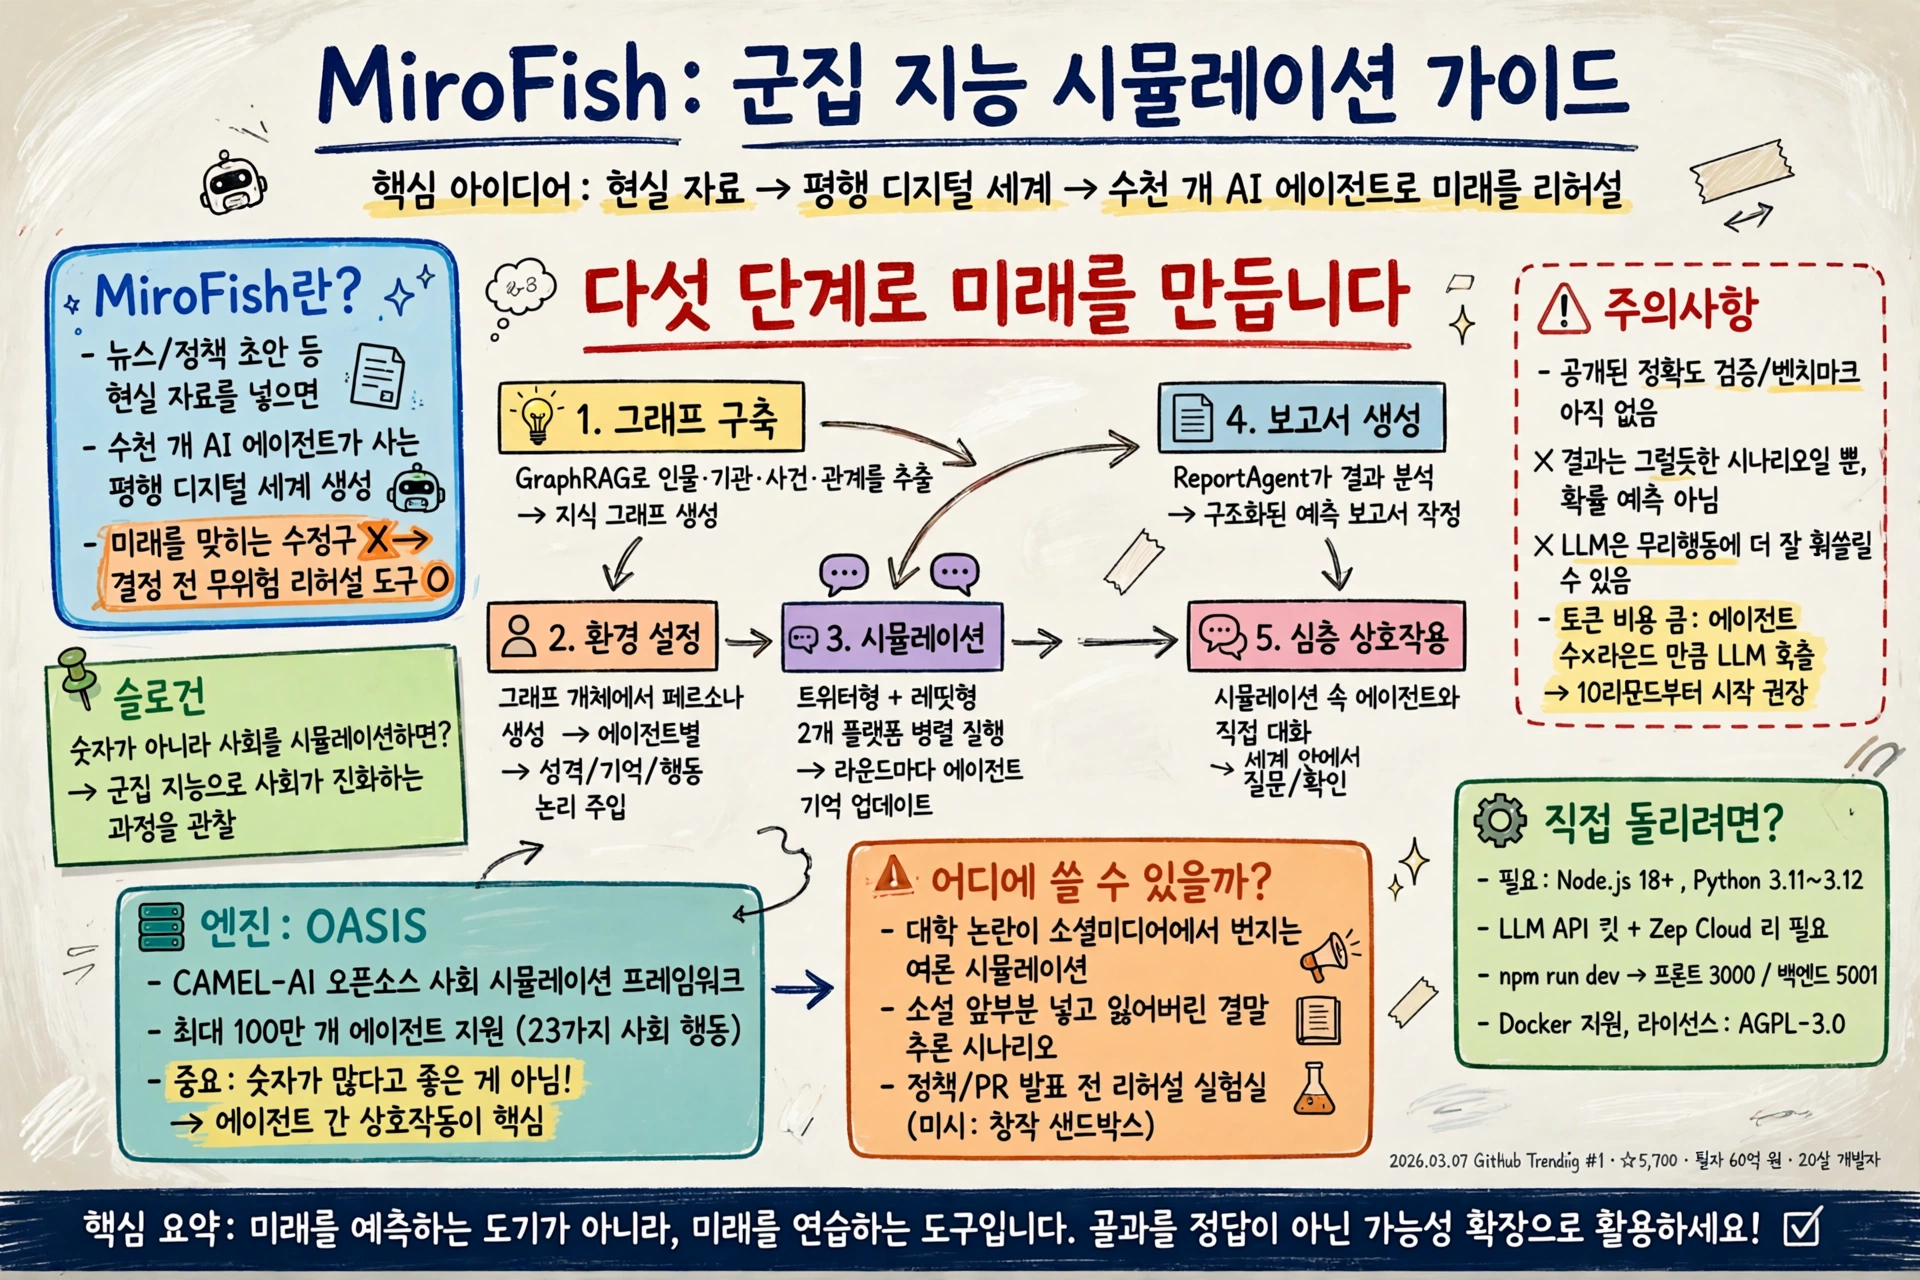 MiroFish: 군집 지능 시뮬레이션 가이드
핵심 아이디어: 현실 자료 → 평행 디지털 세계 → 수천 개 AI 에이전트로 미래를 리허설
MiroFish란?
- 뉴스/정책 초안 등
현실 자료를 넣으면
- 수천 개 AI 에이전트가 사는
평행 디지털 세계 생성
- 미래를 맞히는 수정구 X→
결정 전 무위험 리허설 도구 O
슬로건
숫자가 아니라 사회를 시뮬레이션하면?
→ 군집 지능으로 사회가 진화하는
과정을 관찰
다섯 단계로 미래를 만듭니다
1. 그래프 구축
GraphRAG로 인물·기관·사건·관계를 추출
→ 지식 그래프 생성
2. 환경 설정
그래프 개체에서 페르소나
생성 → 에이전트별
→ 성격/기억/행동
논리 주입
3. 시뮬레이션
트위터형 + 레띳형
2개 플랫폼 병렬 실행
→ 라운드마다 에이전트
기억 업데이트
4. 보고서 생성
ReportAgent가 결과 분석
→ 구조화된 예측 보고서 작정
5. 심층 상호작용
시뮬레이션 속 에이전트와
직접 대화
→ 세계 안에서
질문/확인
주의사항
- 공개된 정확도 검증/벤치마크
아직 없음
X 결과는 그럴듯한 시나리오일 뿐,
확률 예측 아님
X LLM은 무리행동에 더 잘 휩쓸릴
수 있음
- 토큰 비용 큼: 에이전트
수×라운드 만큼 LLM 호출
→ 10리문드부터 시작 권장
엔진: OASIS
- CAMEL-AI 오픈소스 사회 시뮬레이션 프레임워크
- 최대 100만 개 에이전트 지원 (23가지 사회 행동)
- 중요: 숫자가 많다고 좋은 게 아님!
→ 에이전트 간 상호작동이 핵심
어디에 쓸 수 있을까?
- 대학 논란이 소셜미디어에서 번지는
여론 시뮬레이션
- 소설 앞부분 넣고 잃어버린 결말
추론 시나리오
- 정책/PR 발표 전 리허설 실험실
(미시: 창작 샌드박스)
직접 돌리려면?
- 필요: Node.js 18+ , Python 3.11~3.12
- LLM API 킷 + Zep Cloud 리 필요
- npm run dev → 프론트 3000 / 백엔드 5001
- Docker 지원, 라이선스: AGPL-3.0
2026.03.07 GitHub Trendiig #1 · ☆5,700 · 60억 원 · 20살 개발자
핵심 요약: 미래를 예측하는 도기가 아니라, 미래를 연습하는 도구입니다. 골과를 정답이 아닌 가능성 확장으로 활용하세요!